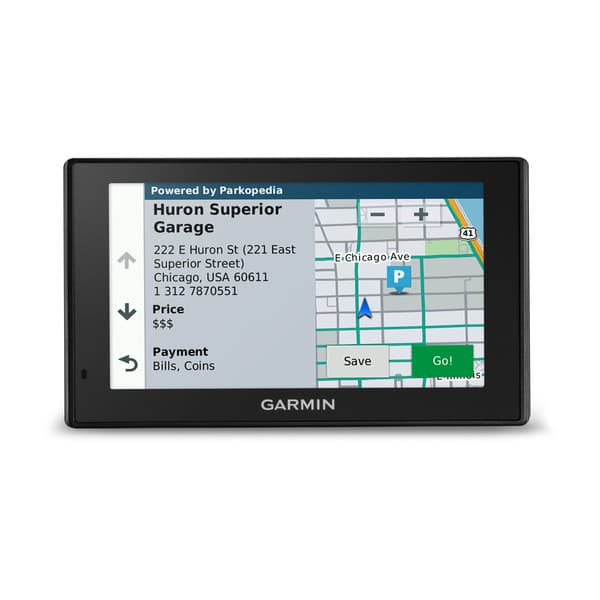 Powered by Parkopedia
Huron Superior
Garage
222 E Huron St (221 East
Superior Street)
Chicago, USA 60611
1 312 7870551
Price
$$$
Payment
Bills, Coins
41
E Chicago Ave
P
Save
Go!
GARMIN